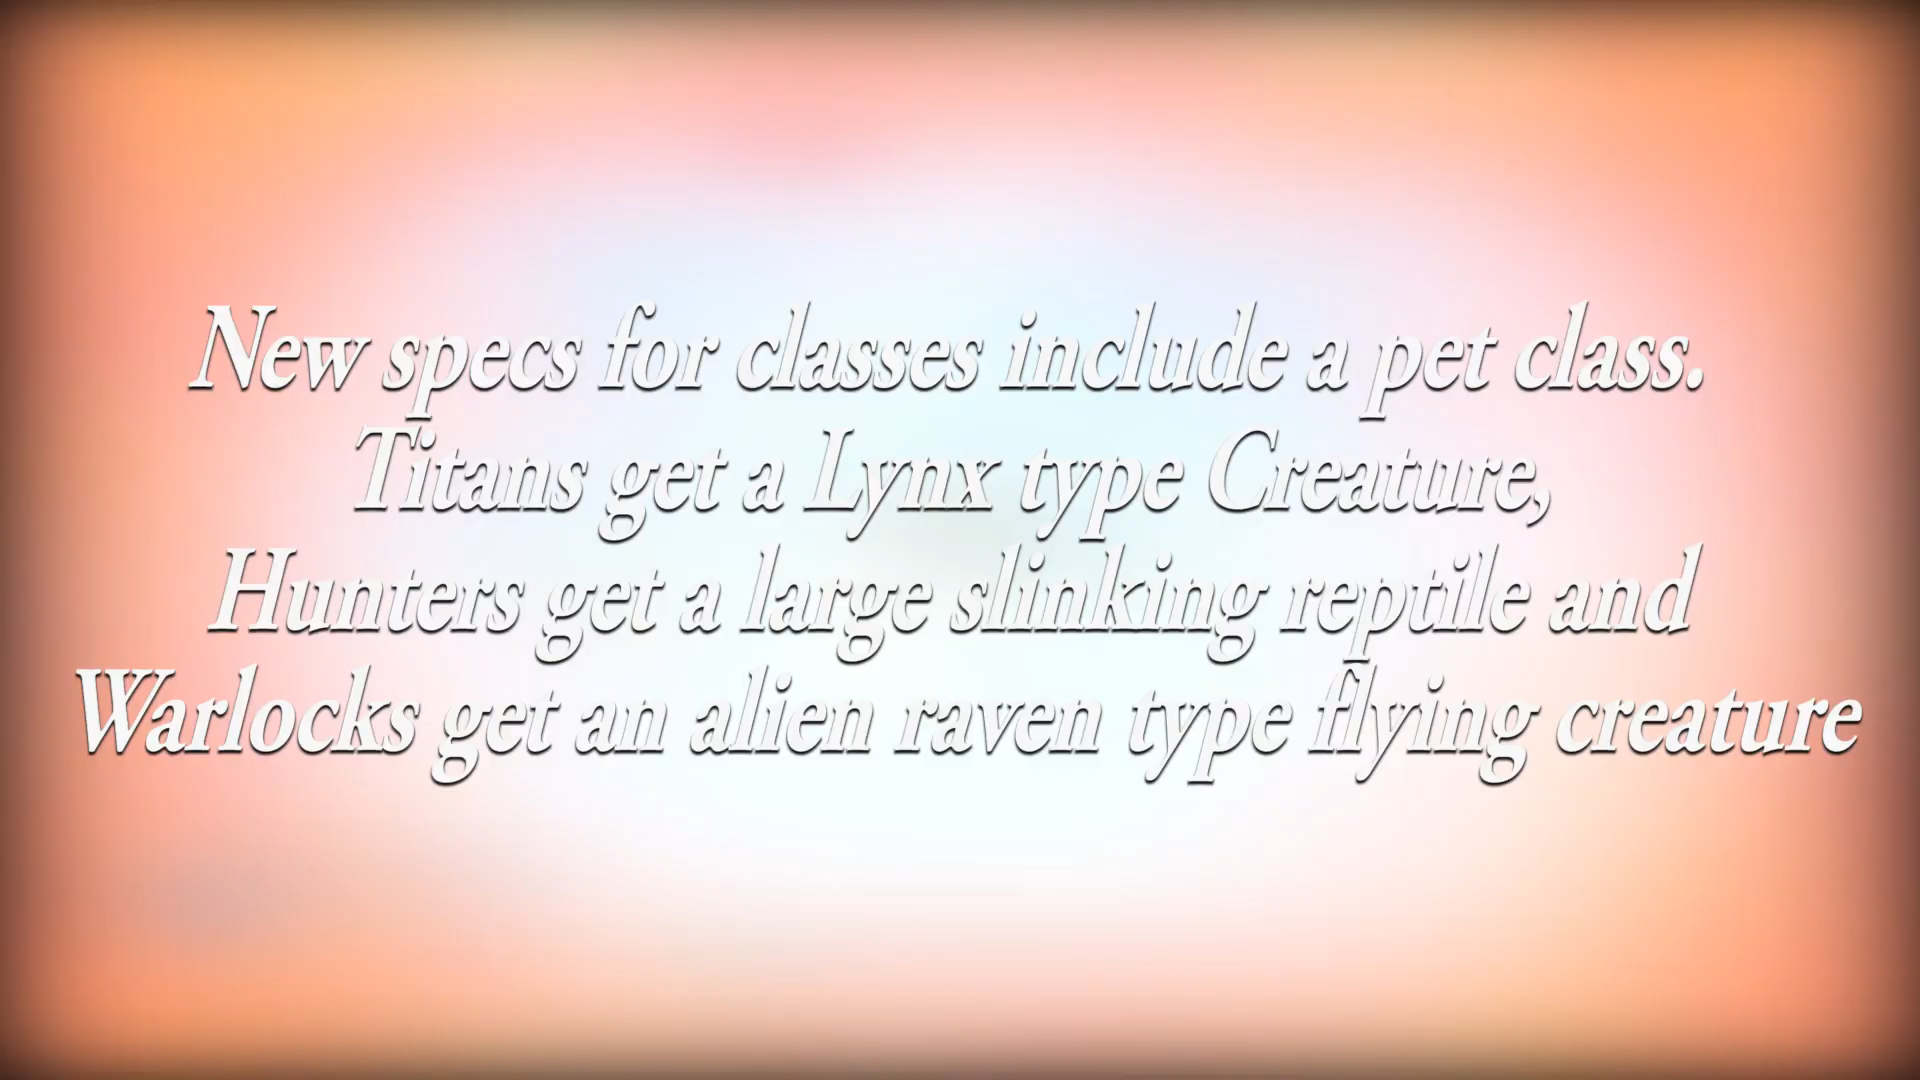 New specs for classes include a pet class.
Titans get a Lynx type Creature,
Hunters get a large slinking reptile and
Warlocks get an alien raven type flying creature